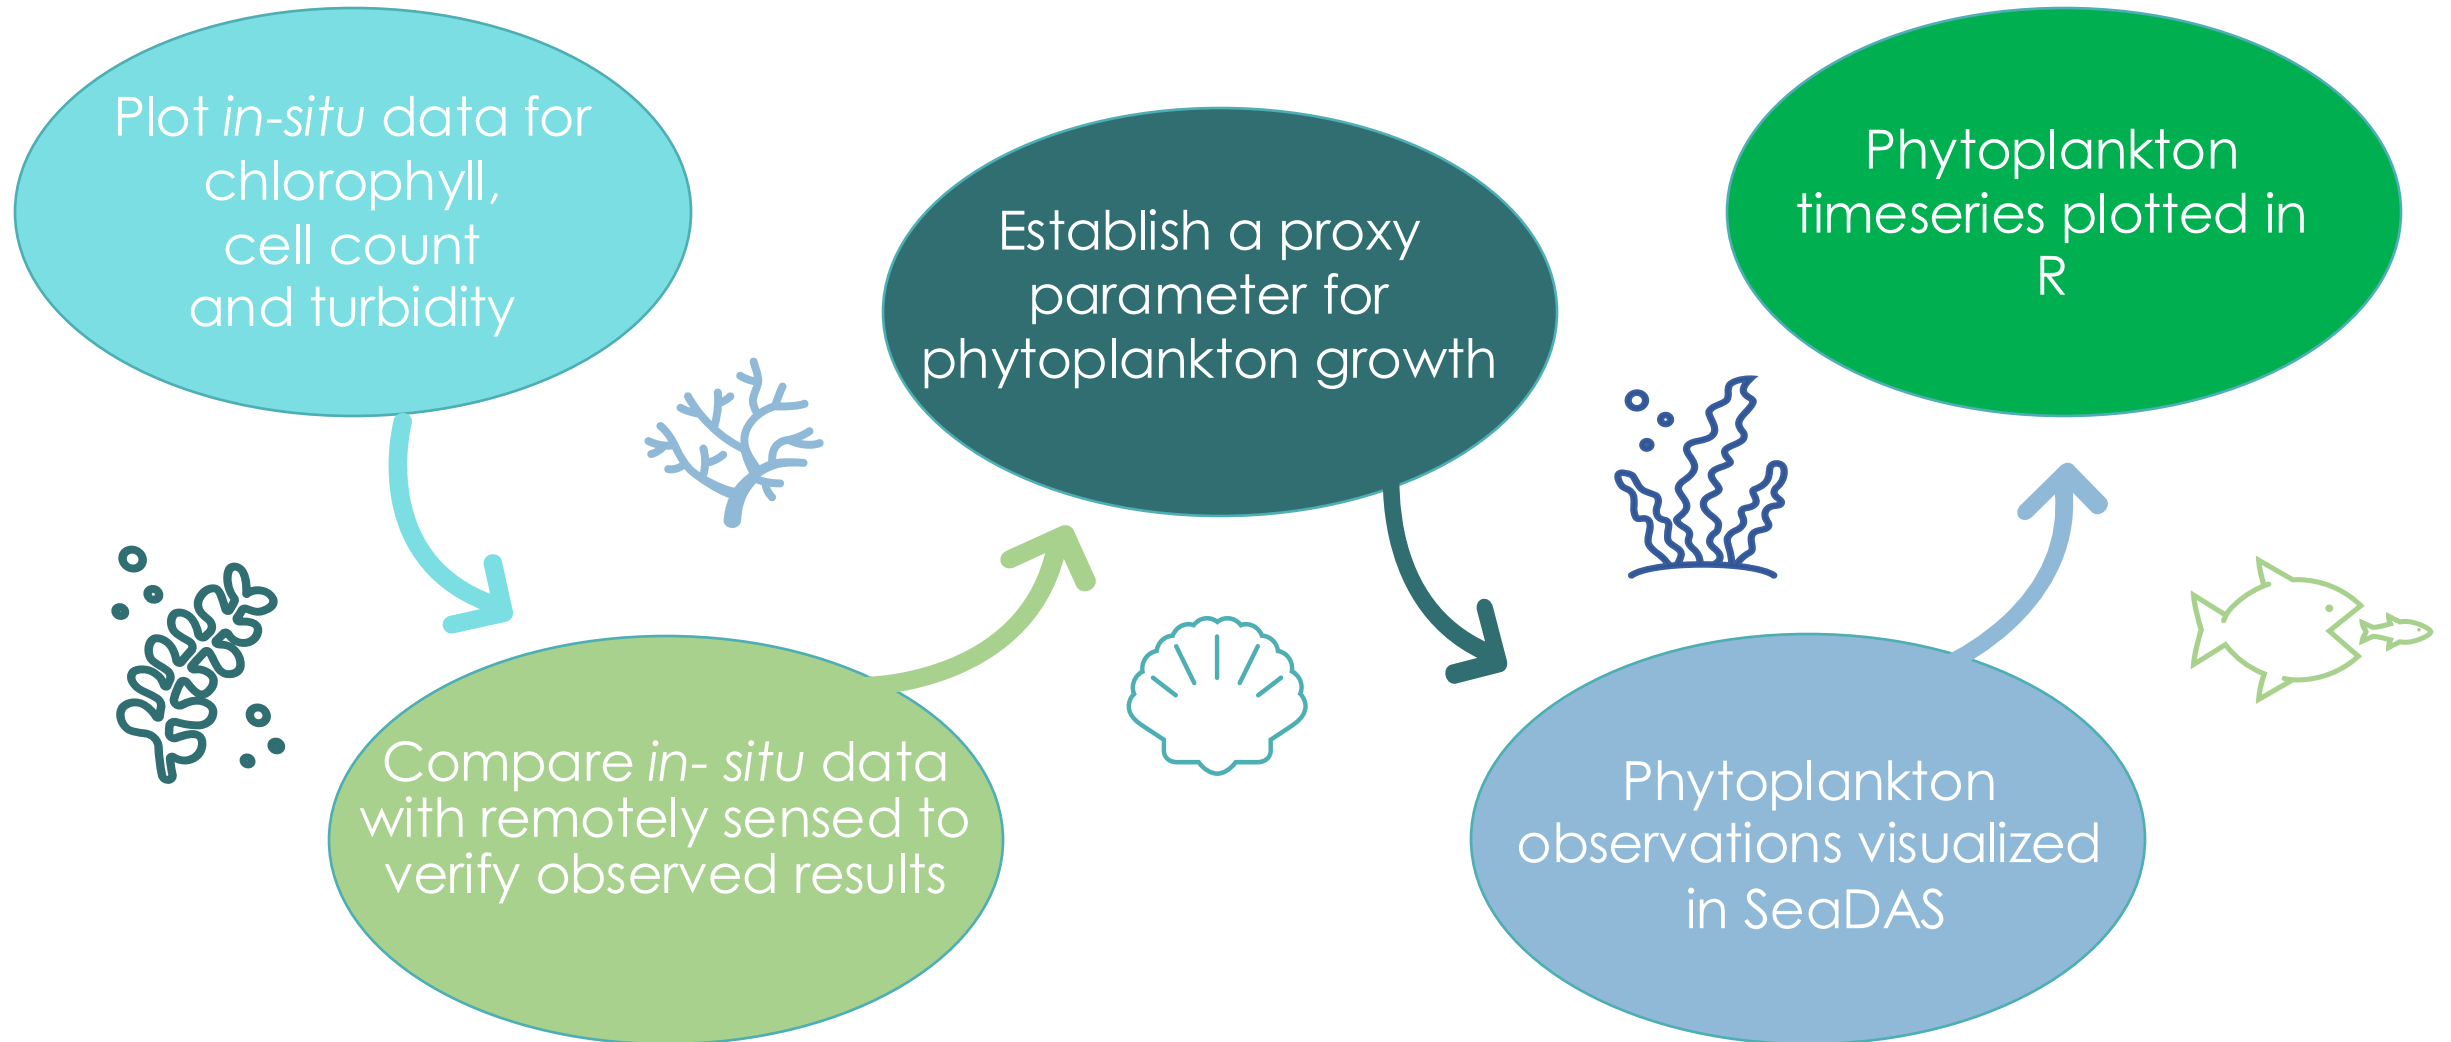 Plot in-situ data for
chlorophyll,
cell count
and turbidity
Compare in- situ data
with remotely sensed to
verify observed results
Establish a proxy
parameter for
phytoplankton growth
Phytoplankton
observations visualized
in SeaDAS
Phytoplankton
timeseries plotted in
R